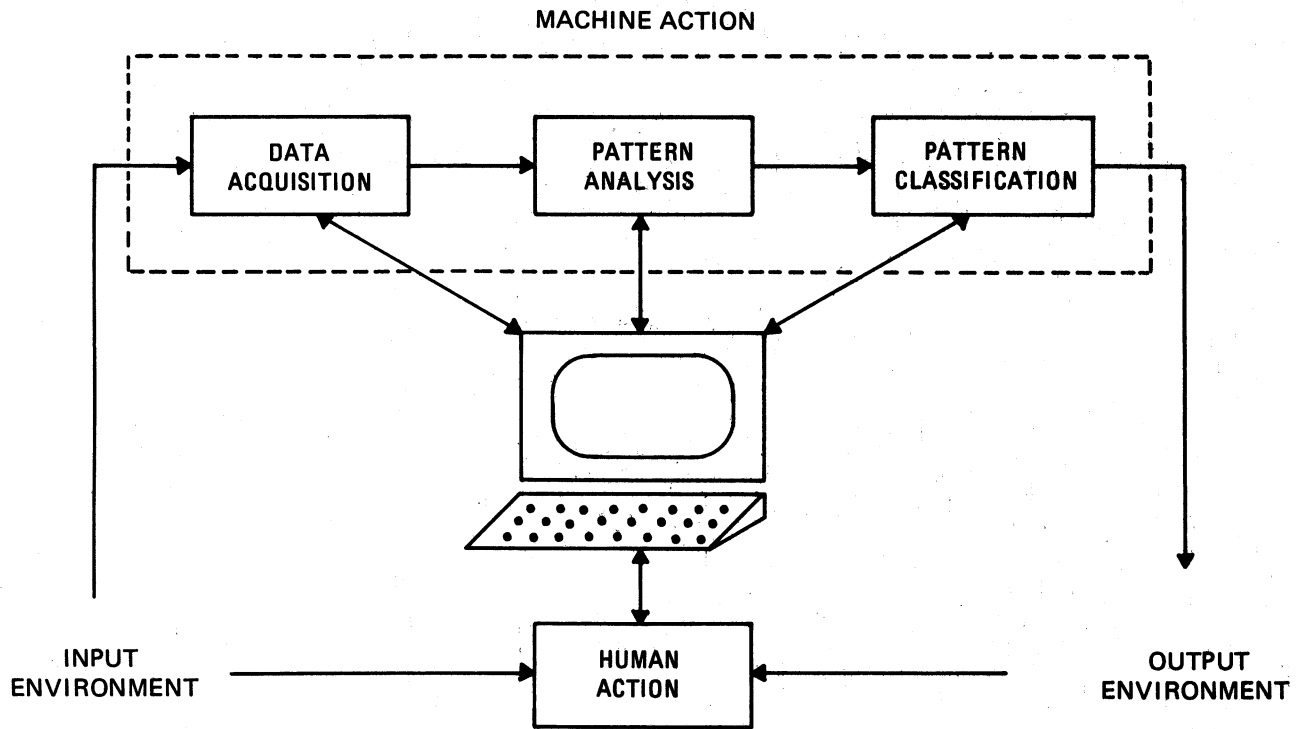 MACHINE ACTION
DATA
ACQUISITION
PATTERN
ANALYSIS
PATTERN
CLASSIFICATION
INPUT
ENVIRONMENT
HUMAN
ACTION
OUTPUT
ENVIRONMENT